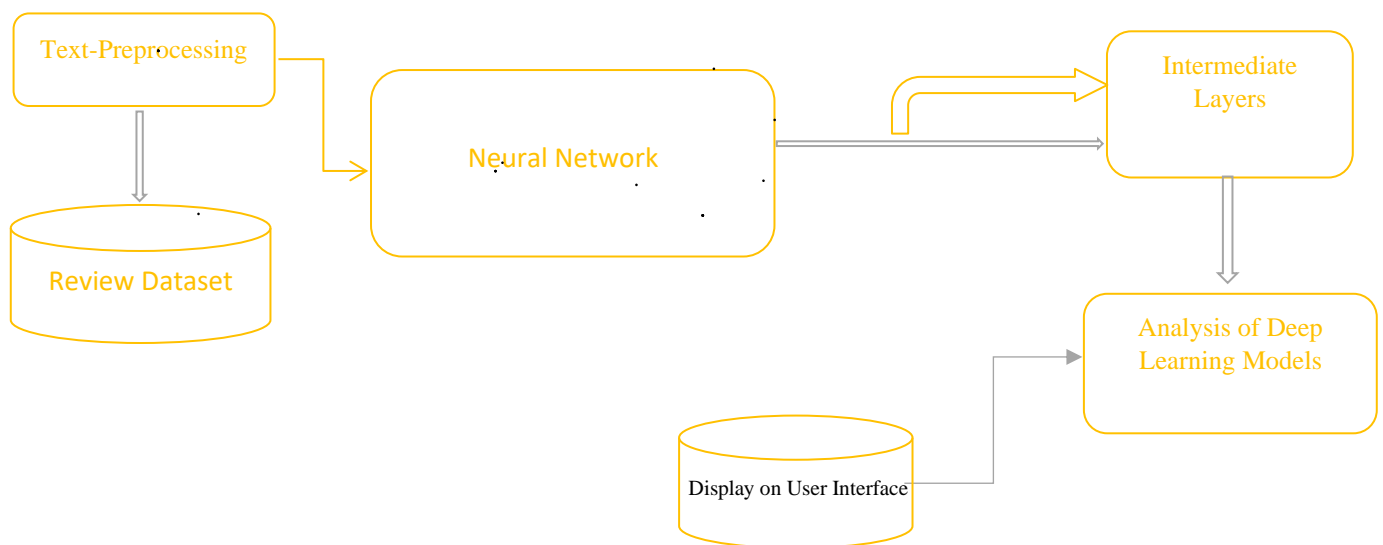 Text-Preprocessing
Neural Network
Intermediate
Layers
Review Dataset
Analysis of Deep
Learning Models
Display on User Interface